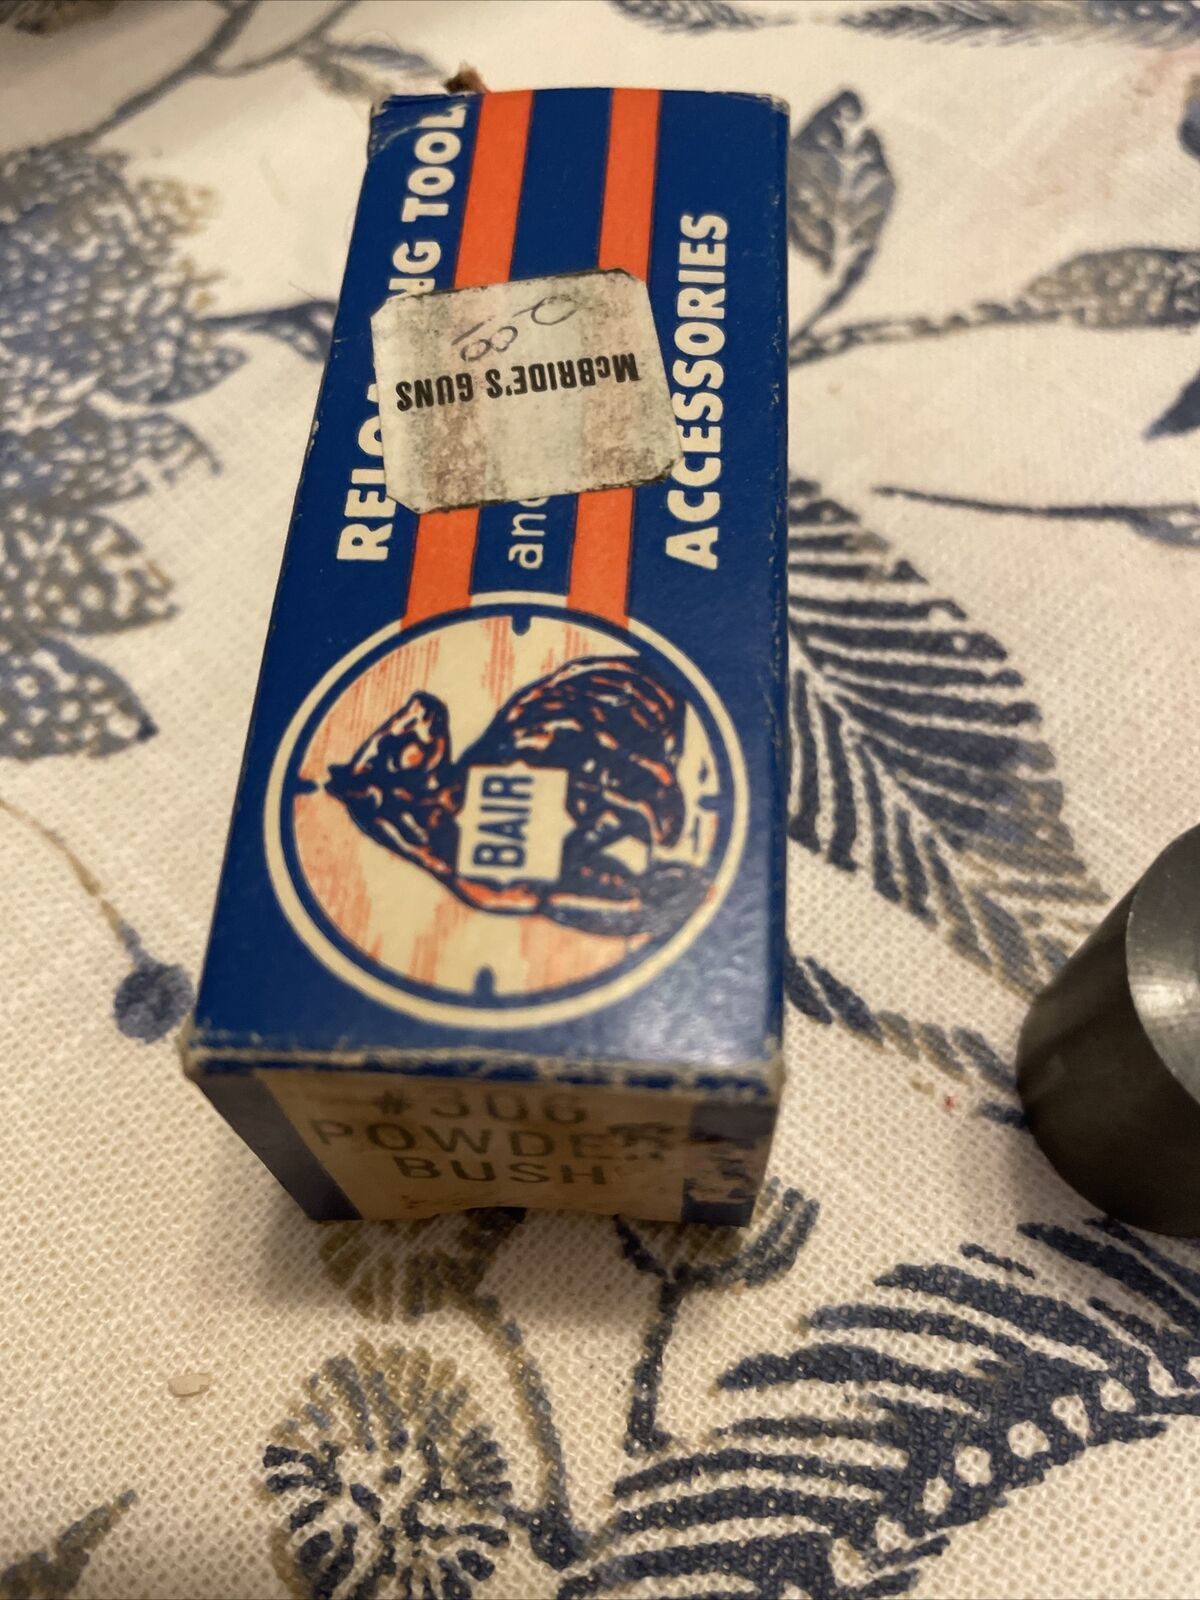 RELOADING TOOL
and
ACCESSORIES
McBRIDE'S GUNS
BAIR
#306
POWDER
BUSH